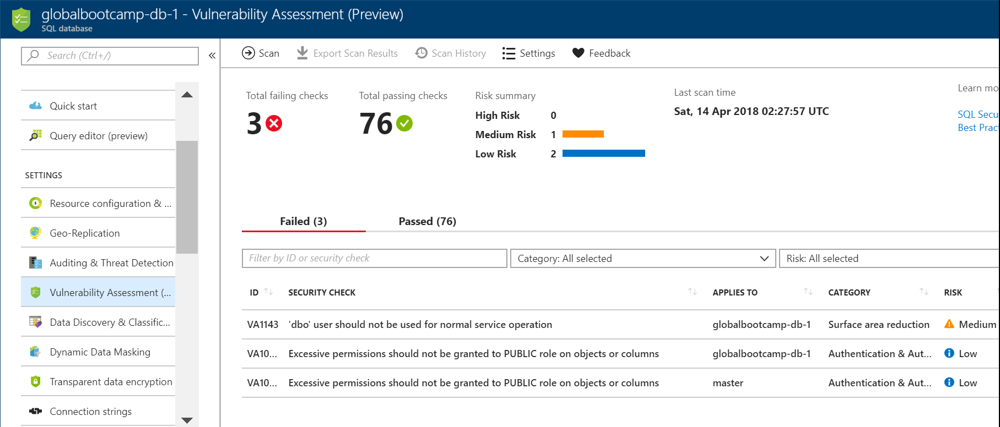 globalbootcamp-db-1 - Vulnerability Assessment (Preview)
SQL database
Search (Ctrl+/)
«
Quick start
Query editor (preview)
SETTINGS
Resource configuration & ...
Geo-Replication
Auditing & Threat Detection
Vulnerability Assessment (...
Data Discovery & Classific...
Dynamic Data Masking
Transparent data encryption
Connection strings
Scan Export Scan Results Scan History Settings Feedback
Total failing checks
3
Total passing checks
76
Risk summary
High Risk 0
Medium Risk 1
Low Risk 2
Last scan time
Sat, 14 Apr 2018 02:27:57 UTC
Learn mo
SQL Secu
Best Prac
Failed (3) Passed (76)
Filter by ID or security check Category: All selected Risk: All selected
ID SECURITY CHECK APPLIES TO CATEGORY RISK
VA1143 'dbo' user should not be used for normal service operation globalbootcamp-db-1 Surface area reduction Medium
VA10... Excessive permissions should not be granted to PUBLIC role on objects or columns globalbootcamp-db-1 Authentication & Aut... Low
VA10... Excessive permissions should not be granted to PUBLIC role on objects or columns master Authentication & Aut... Low